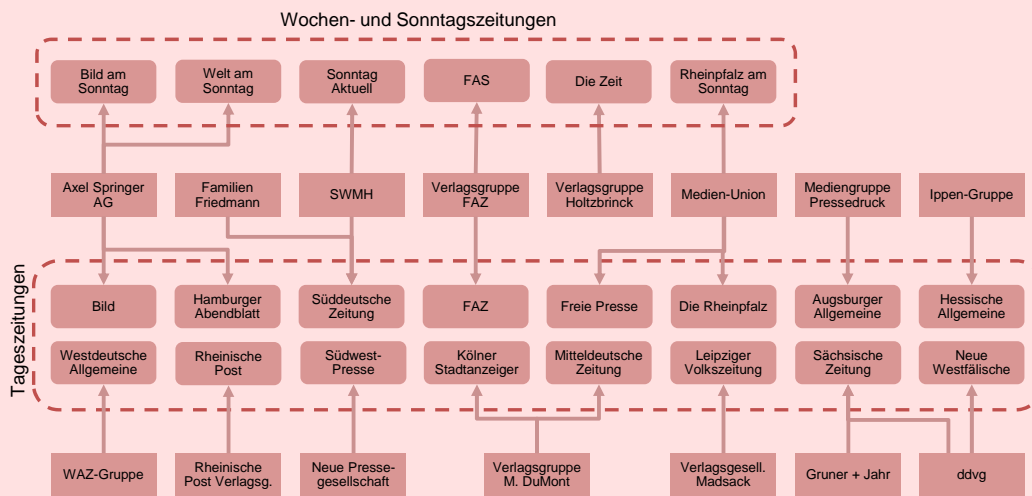 Wochen- und Sonntagszeitungen
Bild am
Sonntag
Welt am
Sonntag
Sonntag
Aktuell
FAS
Die Zeit
Rheinpfalz am
Sonntag
Axel Springer
AG
Familien
Friedmann
SWMH
Verlagsgruppe
FAZ
Verlagsgruppe
Holtzbrinck
Medien-Union
Mediengruppe
Pressedruck
Ippen-Gruppe
Tageszeitungen
Bild
Hamburger
Abendblatt
Süddeutsche
Zeitung
FAZ
Freie Presse
Die Rheinpfalz
Augsburger
Allgemeine
Hessische
Allgemeine
Westdeutsche
Allgemeine
Rheinische
Post
Südwest-
Presse
Kölner
Stadtanzeiger
Mitteldeutsche
Zeitung
Leipziger
Volkszeitung
Sächsische
Zeitung
Neue
Westfälische
WAZ-Gruppe
Rheinische
Post Verlagsg.
Neue Presse-
gesellschaft
Verlagsgruppe
M. DuMont
Verlagsgesell.
Madsack
Gruner + Jahr
ddvg